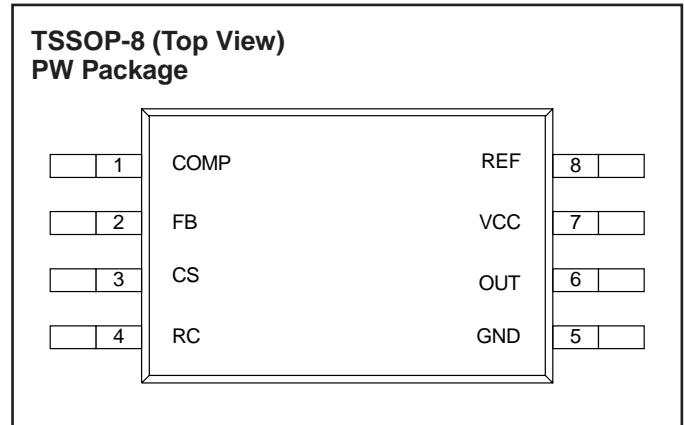 TSSOP-8 (Top View)
PW Package
1 COMP REF 8
2 FB VCC 7
3 CS OUT 6
4 RC GND 5